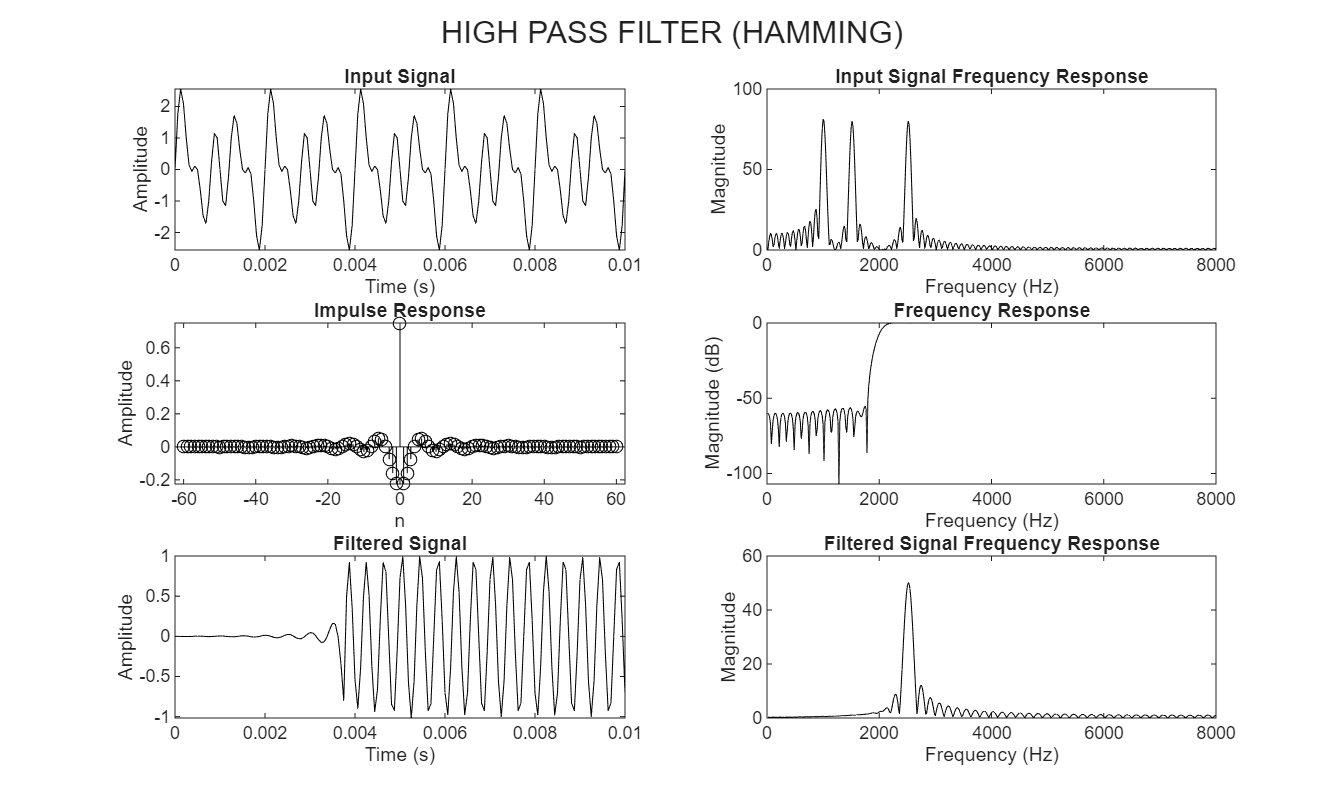 HIGH PASS FILTER (HAMMING)
Input Signal
Amplitude
2
1
0
-1
-2
0 0.002 0.004 0.006 0.008 0.01
Time (s)
Input Signal Frequency Response
Magnitude
100
50
0
0 2000 4000 6000 8000
Frequency (Hz)
Impulse Response
Amplitude
0.6
0.4
0.2
0
-0.2
-60 -40 -20 0 20 40 60
n
Frequency Response
Magnitude (dB)
0
-50
-100
0 2000 4000 6000 8000
Frequency (Hz)
Filtered Signal
Amplitude
1
0.5
0
-0.5
-1
0 0.002 0.004 0.006 0.008 0.01
Time (s)
Filtered Signal Frequency Response
Magnitude
60
40
20
0
0 2000 4000 6000 8000
Frequency (Hz)